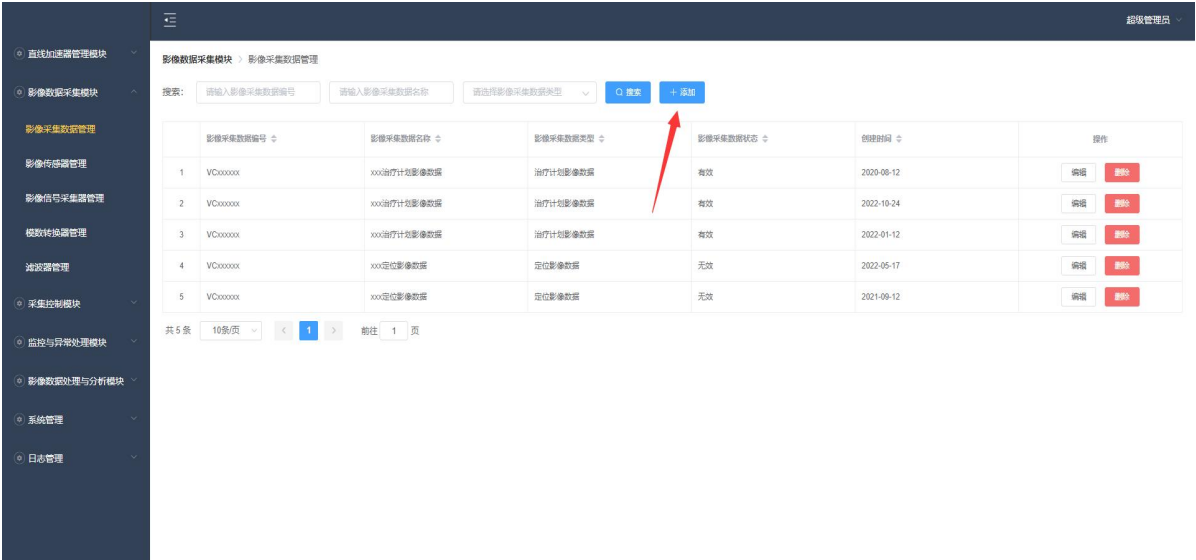 超级管理员
直线加速器管理模块
影像数据采集模块
影像采集数据管理
影像传感器管理
影像信号采集器管理
模数转换器管理
滤波器管理
采集控制模块
监控与异常处理模块
影像数据处理与分析模块
系统管理
日志管理
影像数据采集模块 > 影像采集数据管理
搜索: 请输入影像采集数据编号 请输入影像采集数据名称 请选择影像采集数据类型 搜索 + 添加
影像采集数据编号 影像采集数据名称 影像采集数据类型 影像采集数据状态 创建时间 操作
1 VCxxxxxx xxx治疗计划影像数据 治疗计划影像数据 有效 2020-08-12 编辑 删除
2 VCxxxxxx xxx治疗计划影像数据 治疗计划影像数据 有效 2022-10-24 编辑 删除
3 VCxxxxxx xxx治疗计划影像数据 治疗计划影像数据 有效 2022-01-12 编辑 删除
4 VCxxxxxx xxx定位影像数据 定位影像数据 无效 2022-05-17 编辑 删除
5 VCxxxxxx xxx定位影像数据 定位影像数据 无效 2021-09-12 编辑 删除
共 5 条 10条/页 < 1 > 前往 1 页